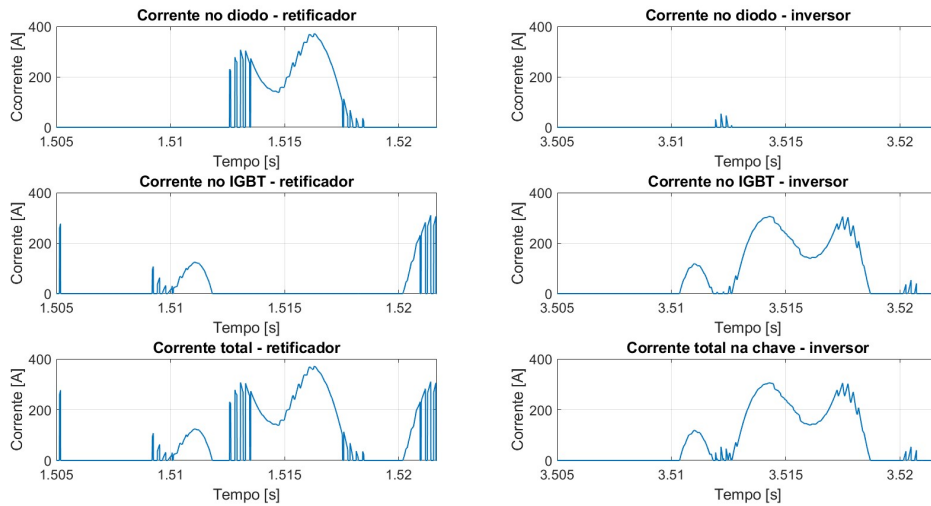 Corrente no diodo - retificador
Ccorrente [A]
400
200
0
1.505
1.51
1.515
1.52
Tempo [s]
Corrente no diodo - inversor
400
200
0
3.505
3.51
3.515
3.52
Tempo [s]
Corrente no IGBT - retificador
Corrente [A]
400
200
0
1.505
1.51
1.515
1.52
Tempo [s]
Corrente no IGBT - inversor
Corrente [A]
400
200
0
3.505
3.51
3.515
3.52
Tempo [s]
Corrente total - retificador
Corrente [A]
400
200
0
1.505
1.51
1.515
1.52
Tempo [s]
Corrente total na chave - inversor
Corrente [A]
400
200
0
3.505
3.51
3.515
3.52
Tempo [s]